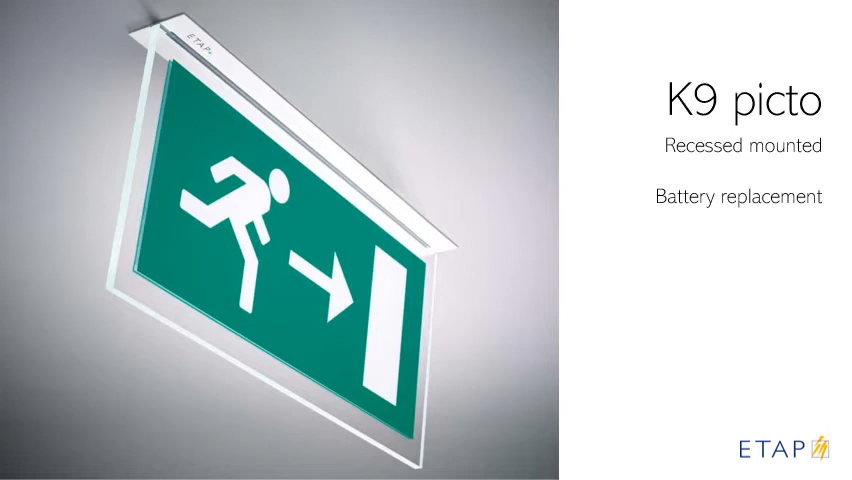 ETAP
K9 picto
Recessed mounted
Battery replacement
ETAP